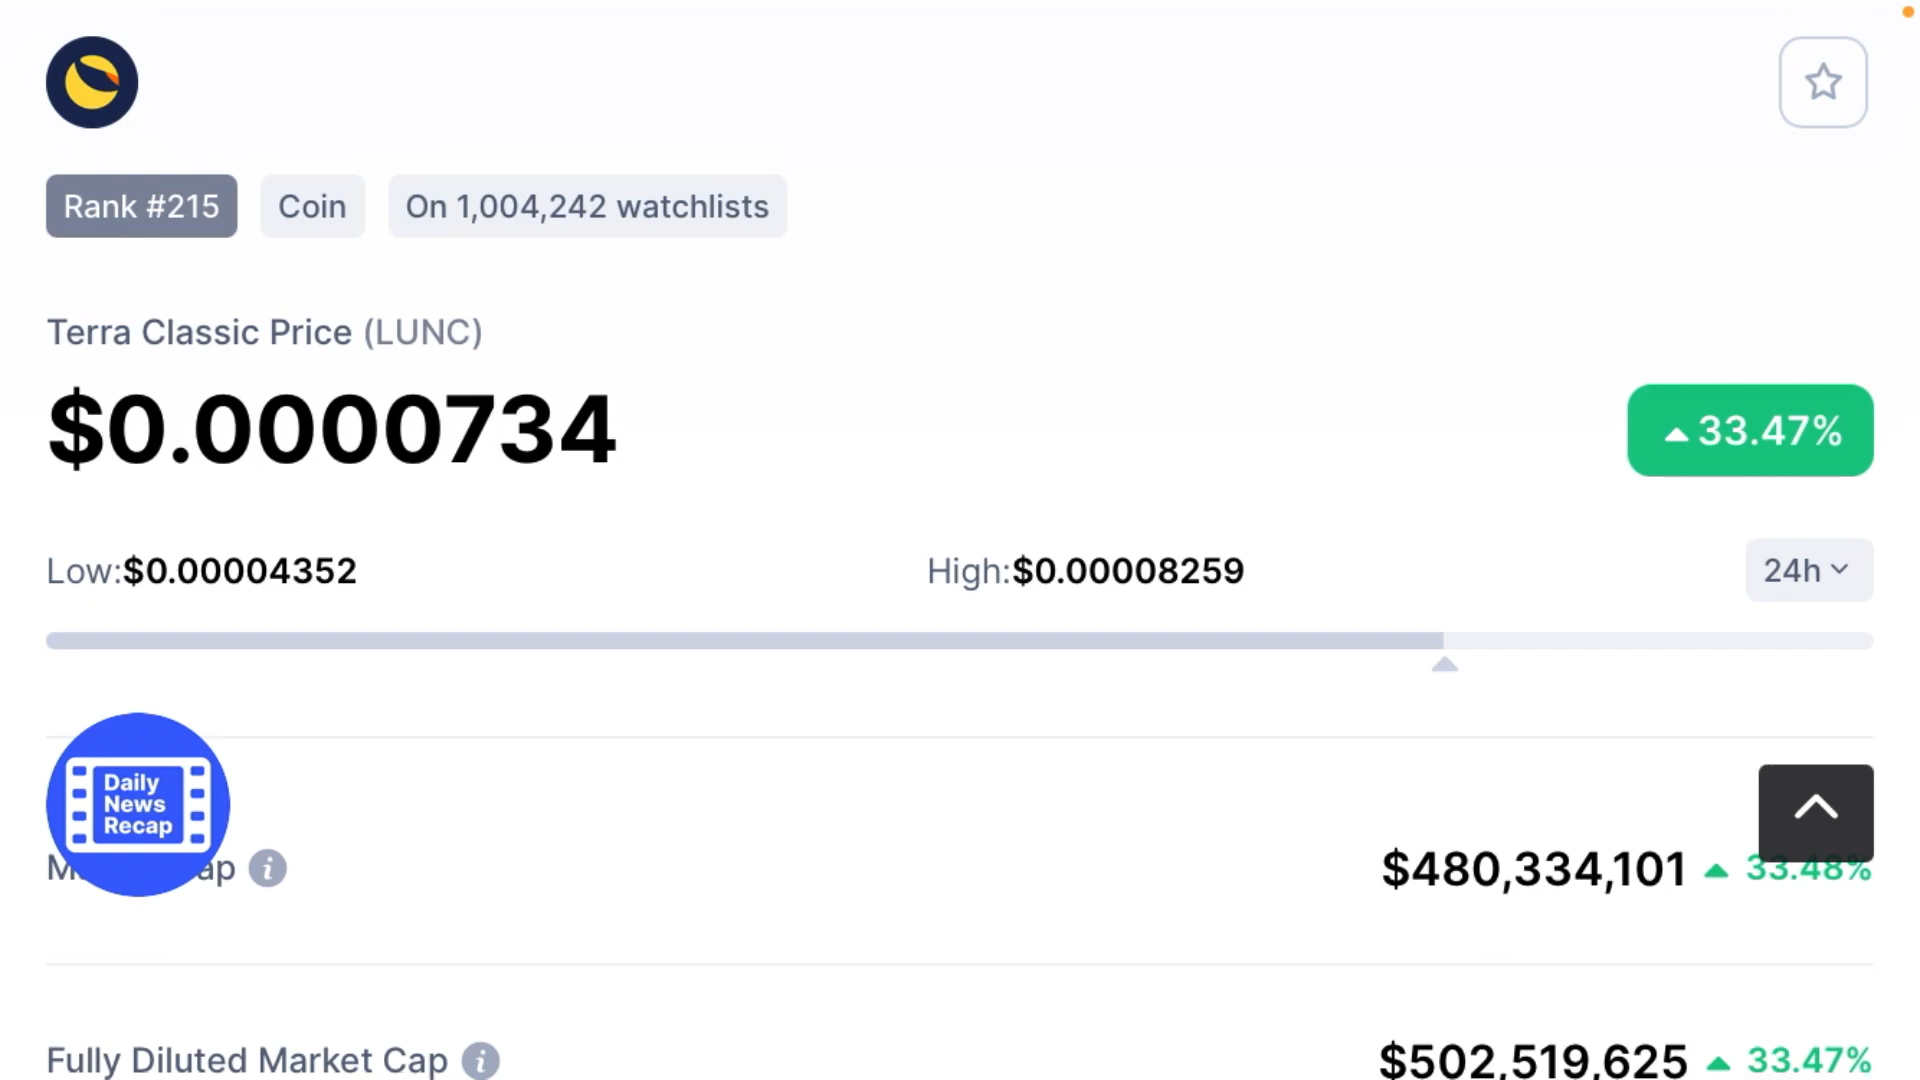 Rank #215
Coin
On 1,004,242 watchlists
Terra Classic Price (LUNC)
$0.0000734
33.47%
Low:$0.00004352
High:$0.00008259
24h
Daily
News
Recap
$480,334,101
33.48%
Fully Diluted Market Cap
$502,519,625
33.47%